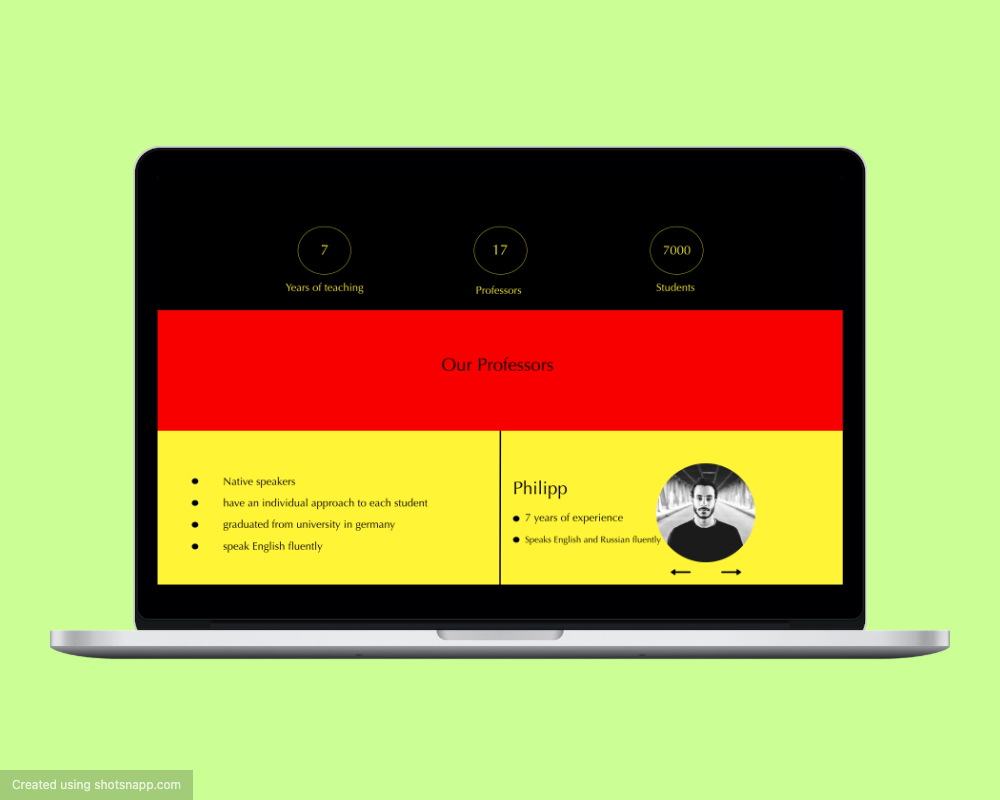 7
17
7000
Years of teaching
Professors
Students
Our Professors
Native speakers
have an individual approach to each student
graduated from university in germany
speak English fluently
Philipp
7 years of experience
Speaks English and Russian fluently
Created using shotsnapp.com